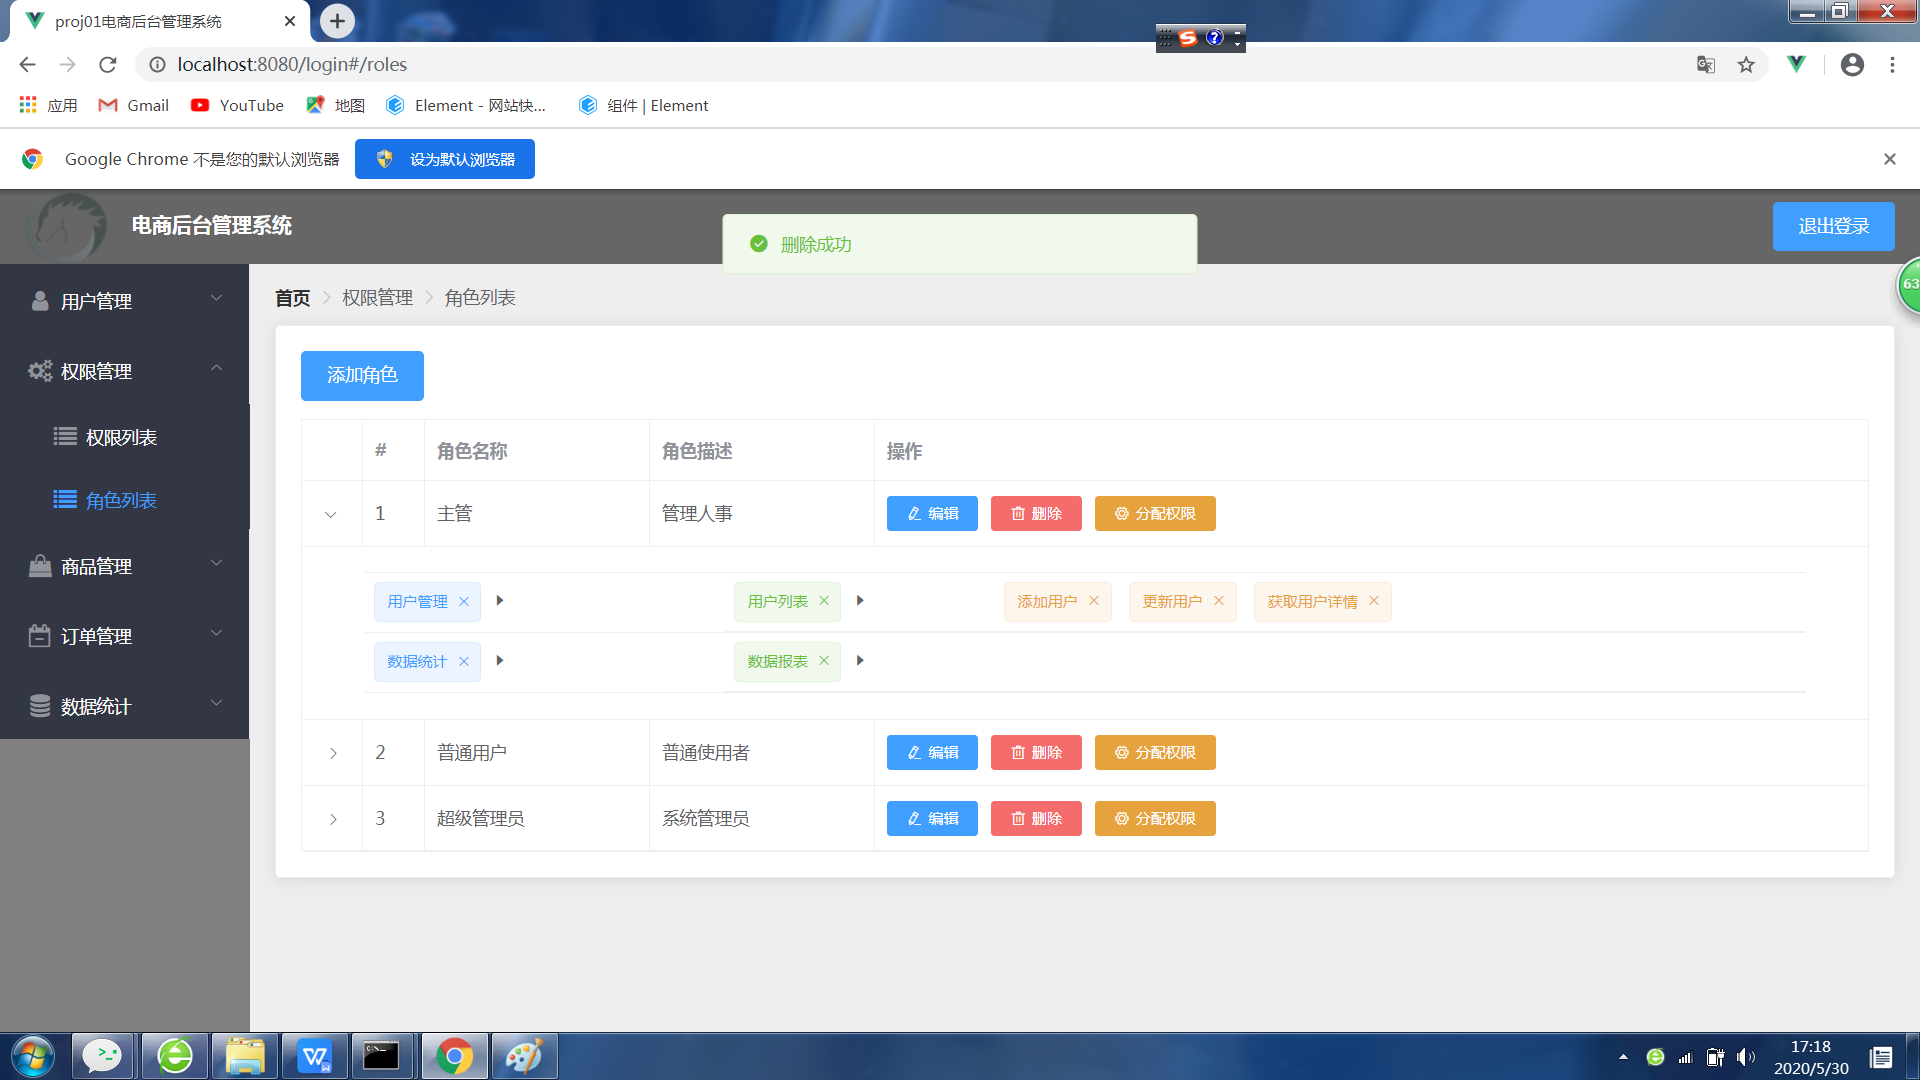 proj01电商后台管理系统
localhost:8080/login#/roles
应用 Gmail YouTube 地图 Element - 网站快... 组件 | Element
Google Chrome 不是您的默认浏览器 设为默认浏览器
电商后台管理系统
删除成功
退出登录
63
用户管理
权限管理
权限列表
角色列表
商品管理
订单管理
数据统计
首页 权限管理 角色列表
添加角色
# 角色名称 角色描述 操作
1 主管 管理人事 编辑 删除 分配权限
用户管理 用户列表 添加用户 更新用户 获取用户详情
数据统计 数据报表
2 普通用户 普通使用者 编辑 删除 分配权限
3 超级管理员 系统管理员 编辑 删除 分配权限
17:18
2020/5/30